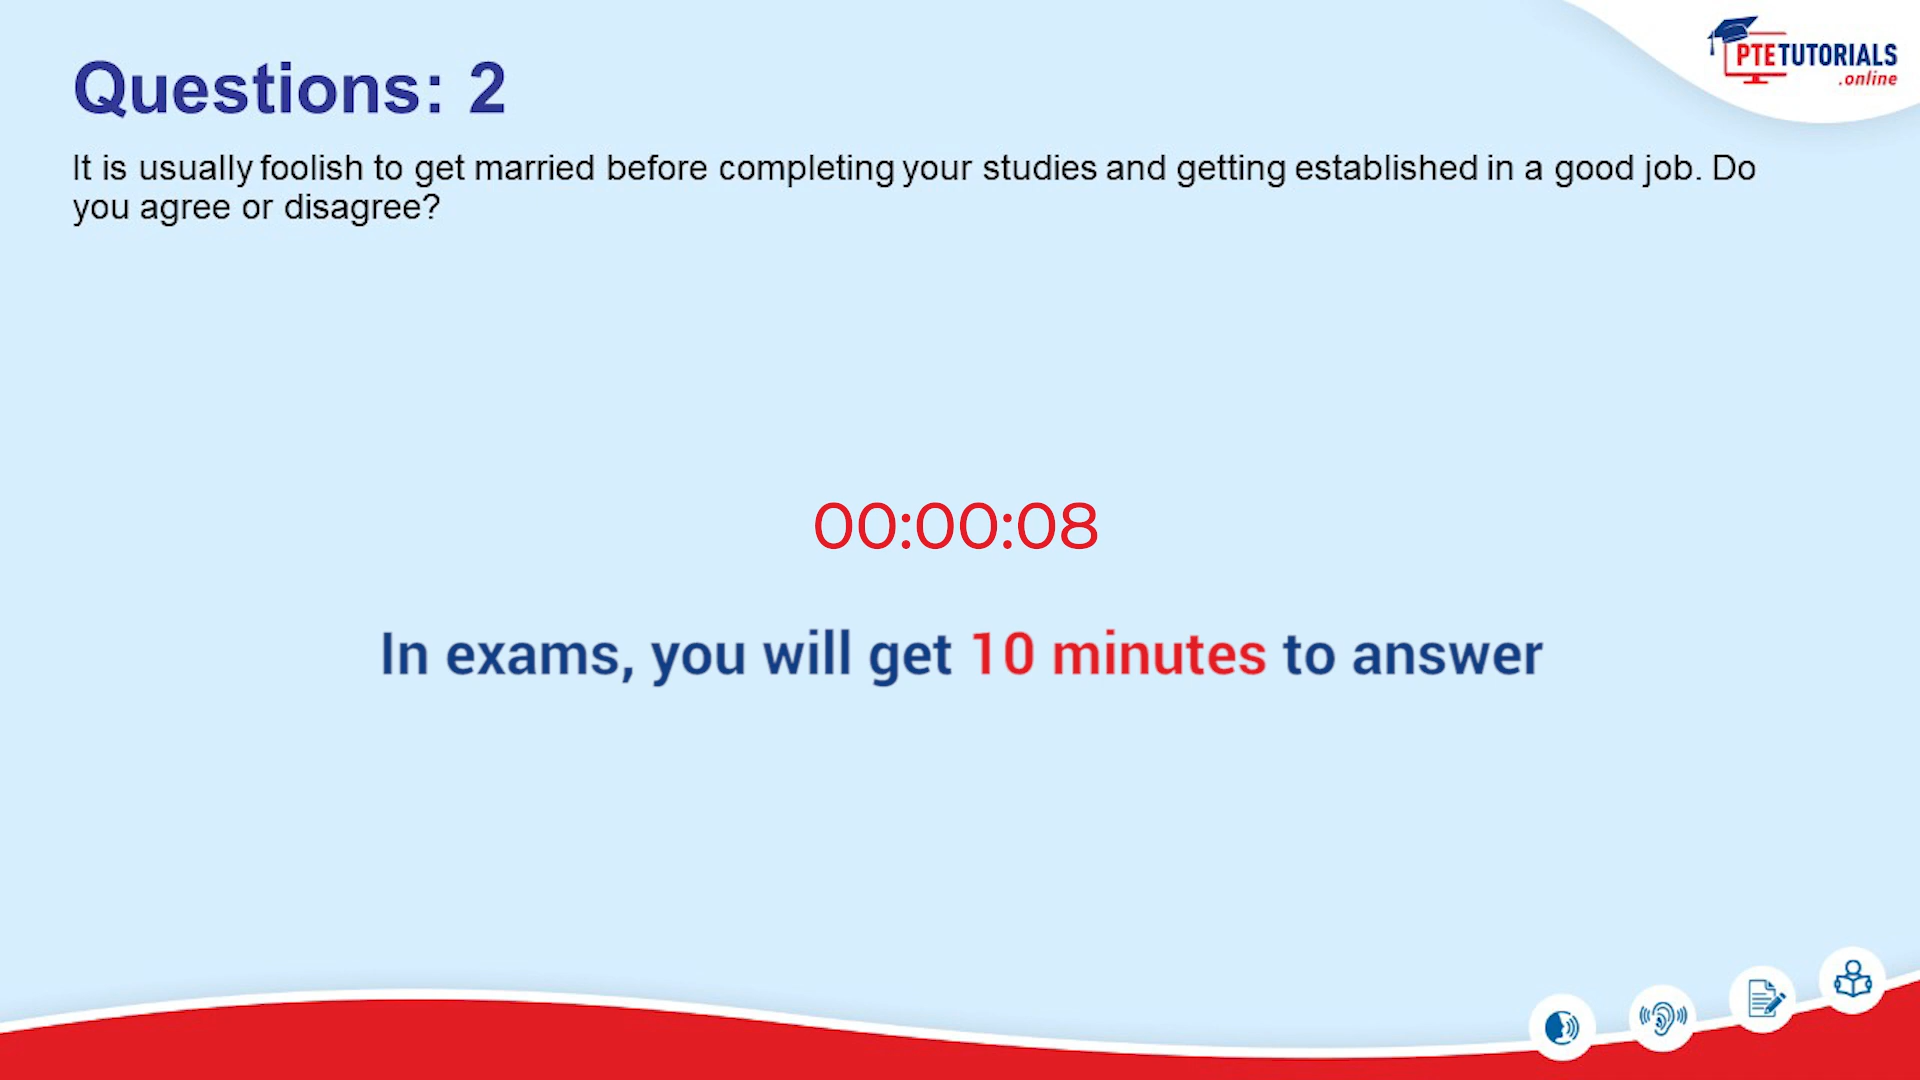 PTETUTORIALS
.online
Questions: 2
It is usually foolish to get married before completing your studies and getting established in a good job. Do
you agree or disagree?
00:00:08
In exams, you will get 10 minutes to answer